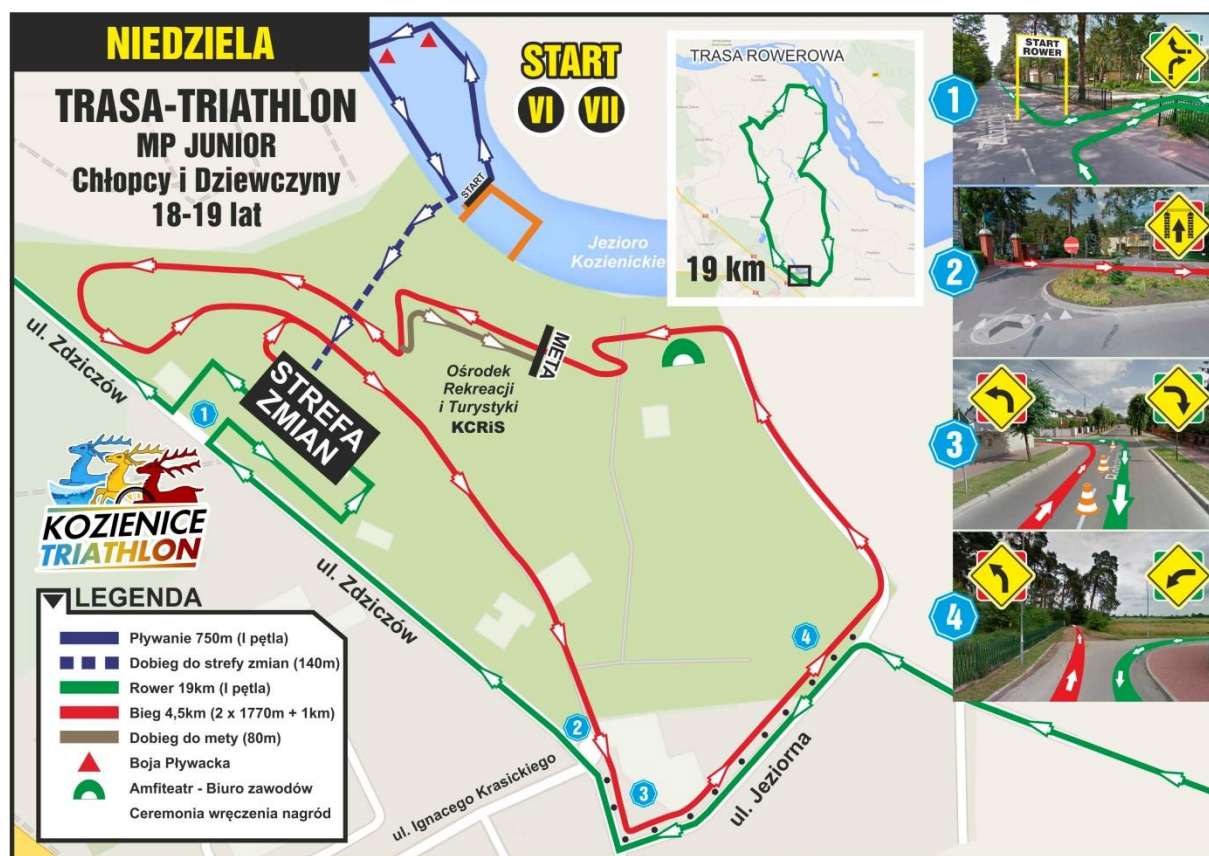 NIEDZIELA
TRASA-TRIATHLON
MP JUNIOR
Chłopcy i Dziewczyny
18-19 lat
START
VI VII
TRASA ROWEROWA
19 km
START
Jezioro
Kozienickie
META
Ośrodek
Rekreacji
i Turystyki
KCRiS
STREFA
ZMIAN
ul. Zdziczów
ul. Zdziczów
ul. Ignacego Krasickiego
ul. Jeziorna
1
2
3
4
KOZIENICE
TRIATHLON
LEGENDA
Pływanie 750m (I pętla)
Dobieg do strefy zmian (140m)
Rower 19km (I pętla)
Bieg 4,5km (2 x 1770m + 1km)
Dobieg do mety (80m)
Boja Pływacka
Amfiteatr - Biuro zawodów
Ceremonia wręczenia nagród
1
START
ROWER
2
3
4